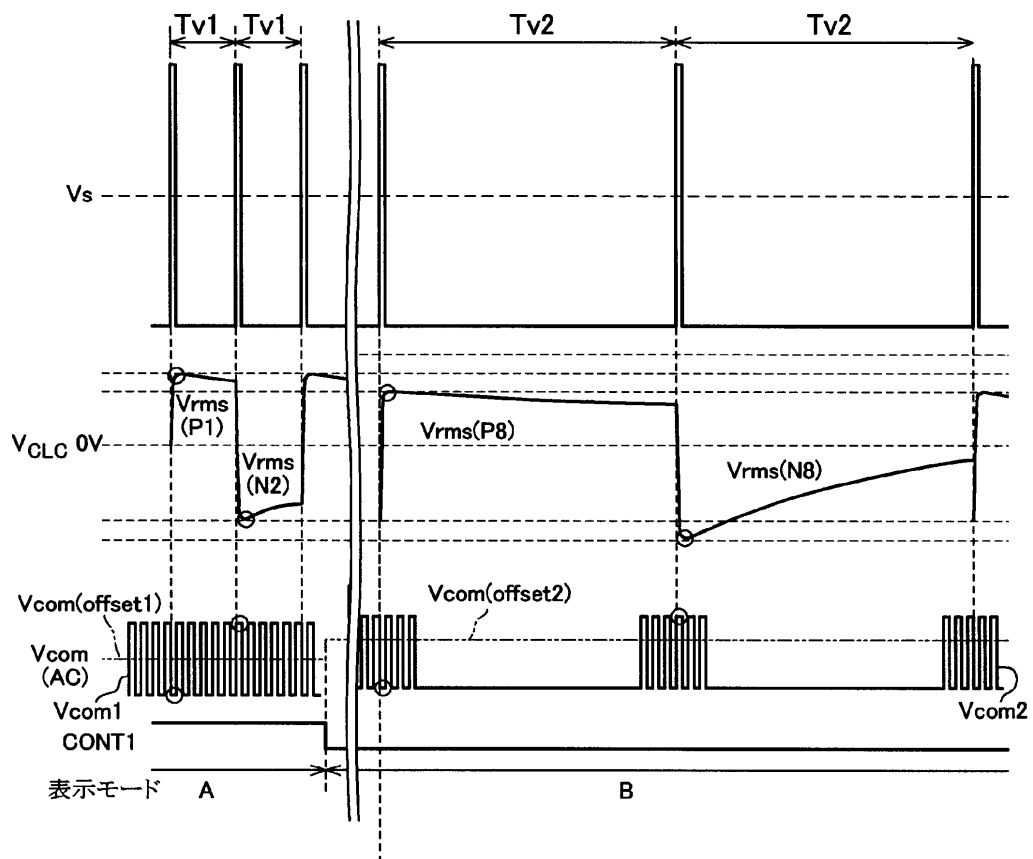 Tv1 Tv1 Tv2 Tv2
Vs
Vrms
(P1)
Vrms(P8)
VCLC 0V
Vrms
(N2)
Vrms(N8)
Vcom(offset1)
Vcom(offset2)
Vcom
(AC)
Vcom1
Vcom2
CONT1
表示モード A B